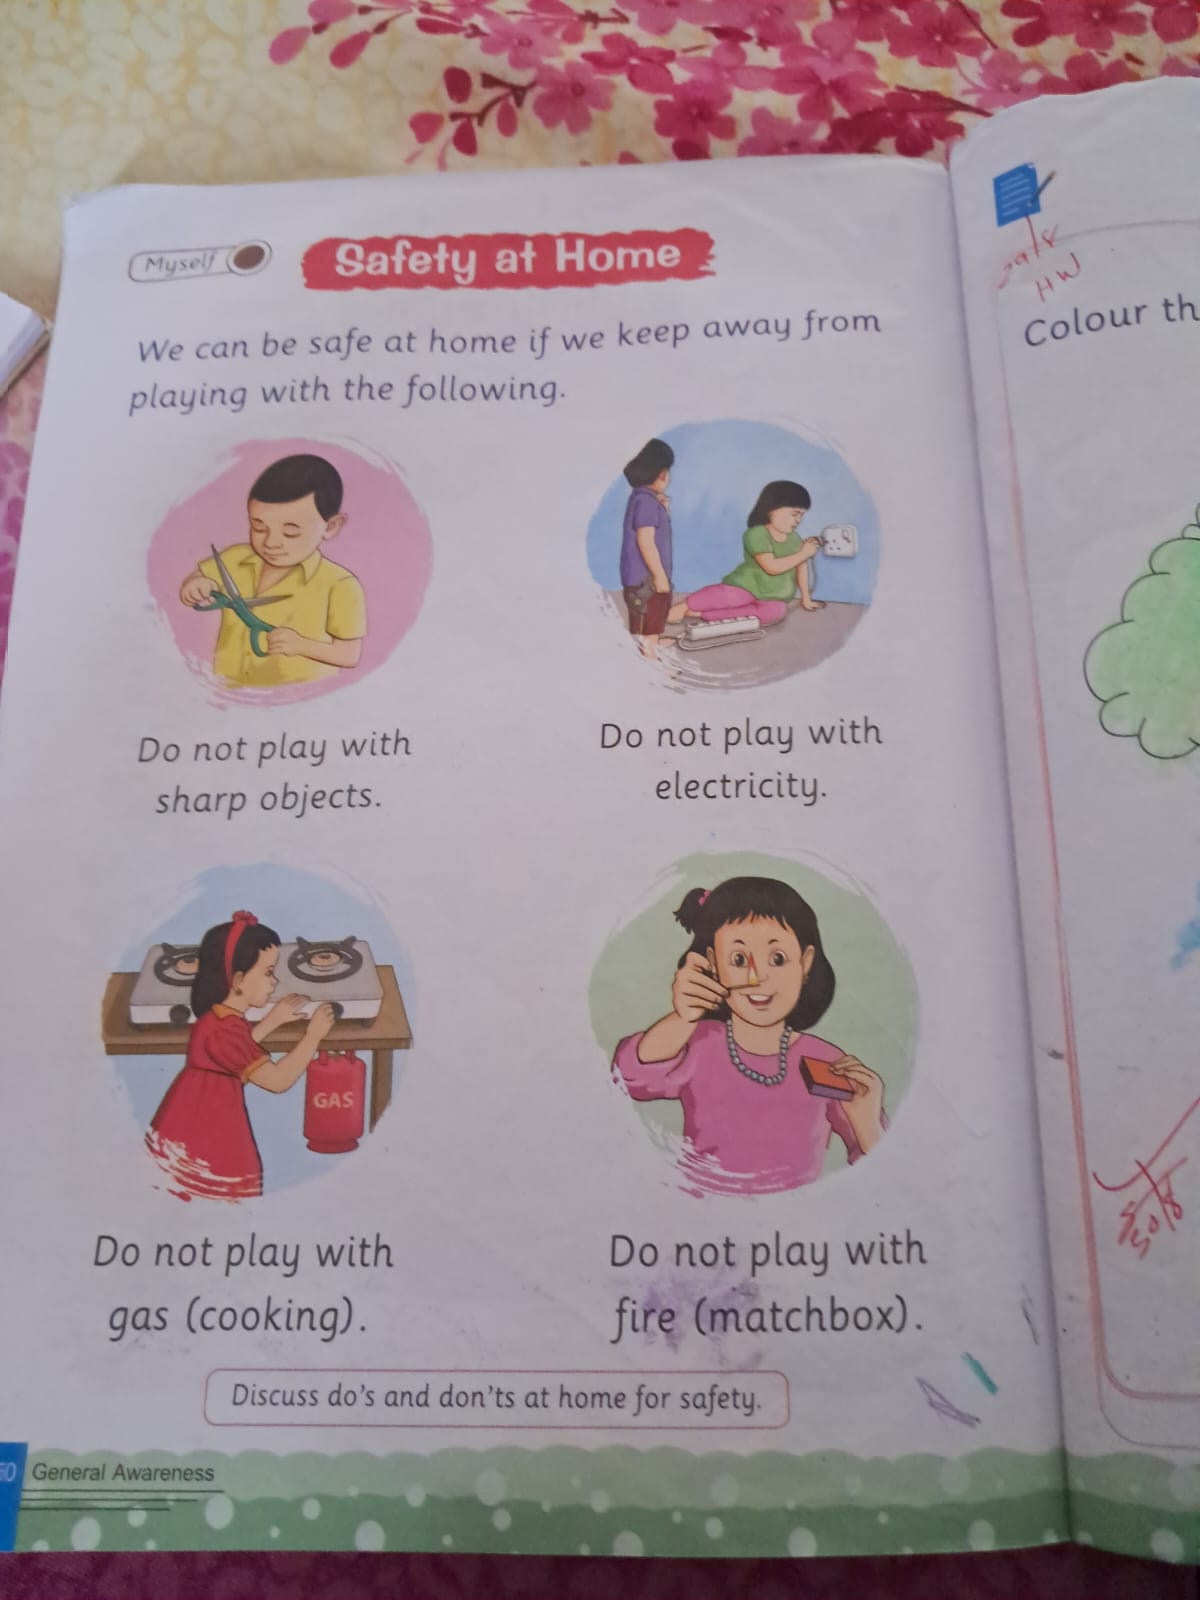 Myself
Safety at Home
We can be safe at home if we keep away from
playing with the following.
Do not play with
sharp objects.
Do not play with
electricity.
GAS
Do not play with
gas (cooking).
Do not play with
fire (matchbox).
Discuss do's and don'ts at home for safety.
General Awareness
HW
Colour th